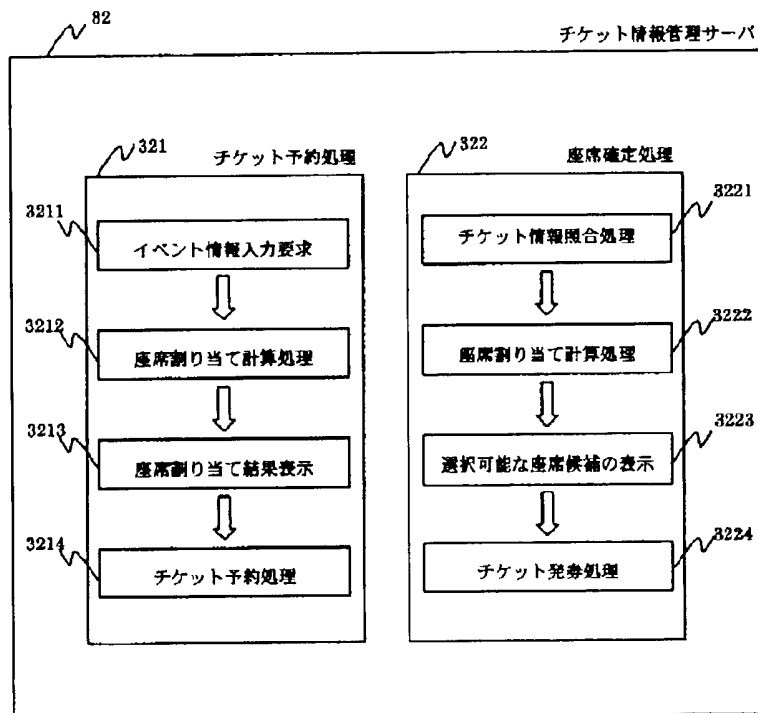 82
チケット情報管理サーバ
321
チケット予約処理
3211
イベント情報入力要求
3212
座席割り当て計算処理
3213
座席割り当て結果表示
3214
チケット予約処理
322
座席確定処理
3221
チケット情報照合処理
3222
座席割り当て計算処理
3223
選択可能な座席候補の表示
3224
チケット発券処理